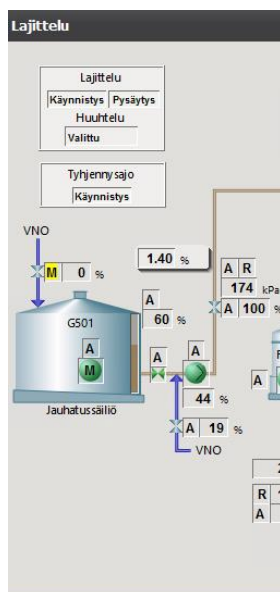 Lajittelu
Lajittelu
Käynnistys Pysäytys
Huuhtelu
Valittu
Tyhjennysajo
Käynnistys
VNO
M 0 %
1.40 %
A R
174 kPa
A 100 %
A
60 %
G501
A
M
A
A
A
Jauhatussäiliö
44 %
A 19 %
VNO
R
A